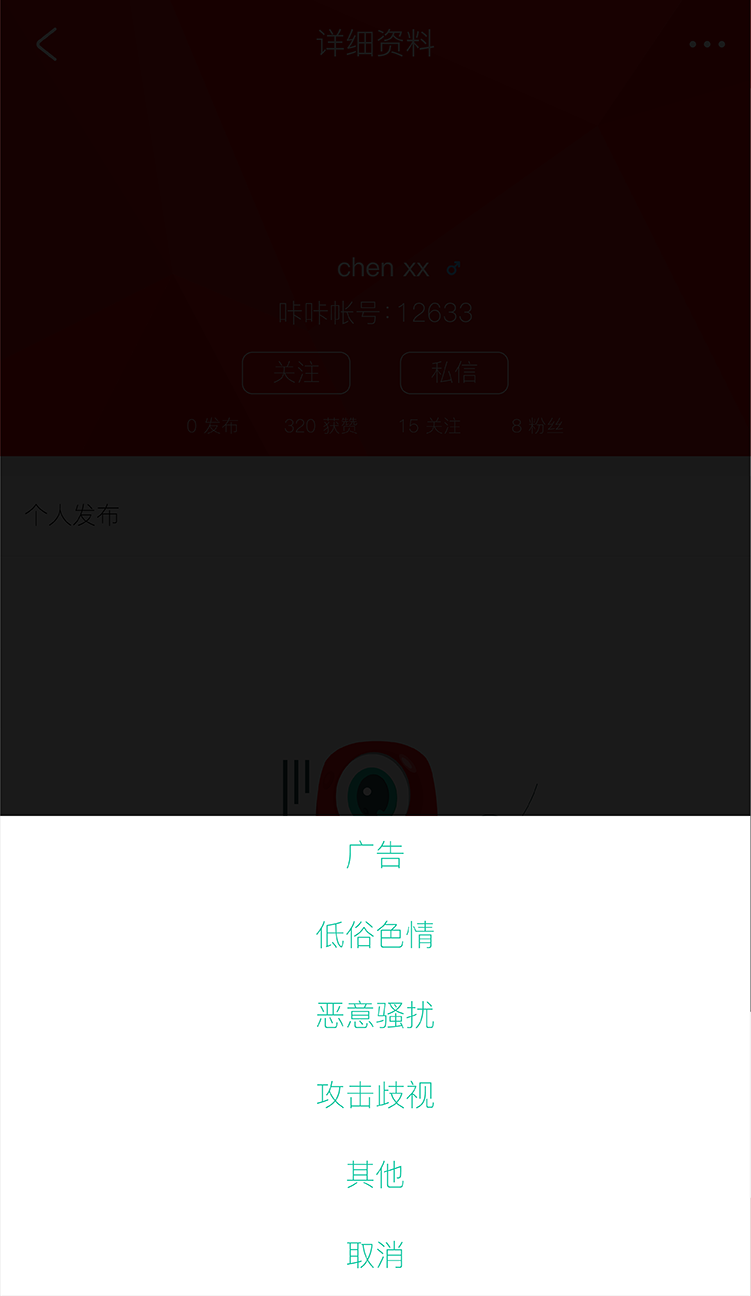 详细资料
chen xx
咔咔帐号:12633
关注 私信
0 发布 320 获赞 15 关注 8 粉丝
个人发布
广告
低俗色情
恶意骚扰
攻击歧视
其他
取消